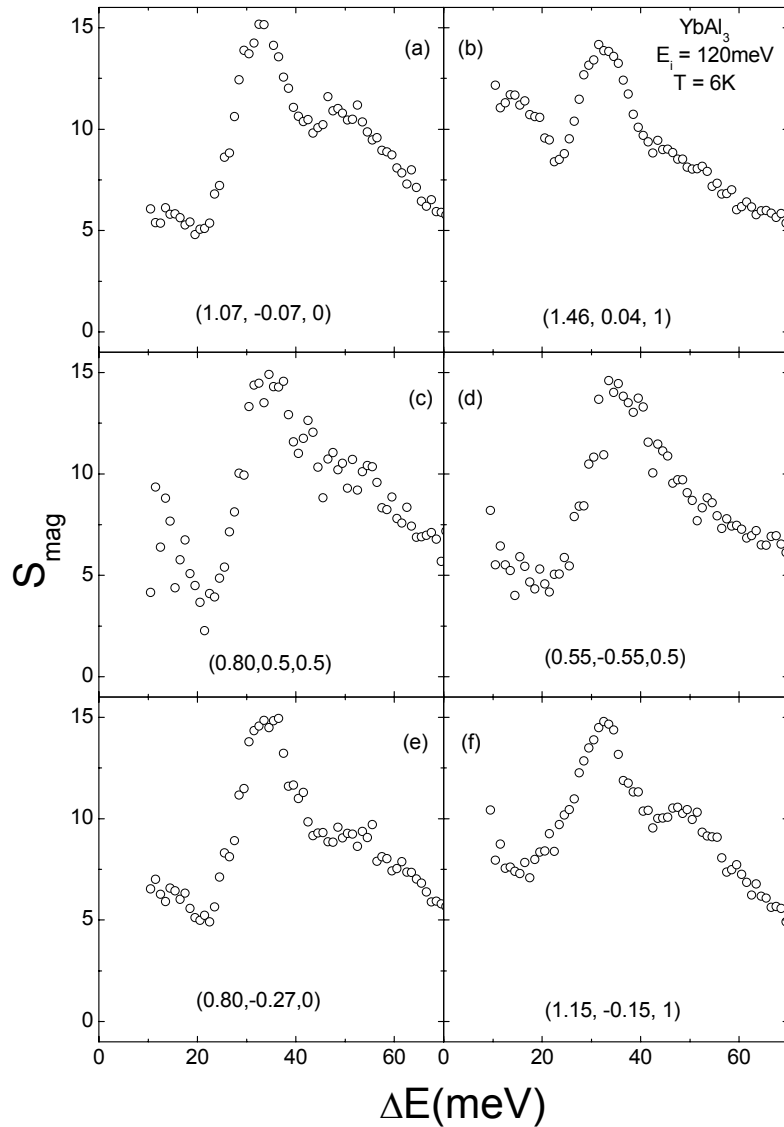 15
10
5
0
(a)
(1.07, -0.07, 0)
(b)
YbAl₃
Eᵢ = 120meV
T = 6K
(1.46, 0.04, 1)
15
10
5
0
(c)
(0.80,0.5,0.5)
(d)
(0.55,-0.55,0.5)
S_mag
15
10
5
0
(e)
(0.80,-0.27,0)
(f)
(1.15, -0.15, 1)
0 20 40 60 0 20 40 60
ΔE(meV)